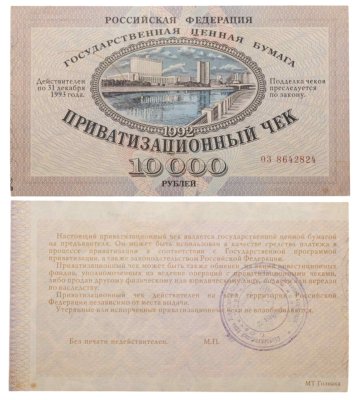 РОССИЙСКАЯ ФЕДЕРАЦИЯ
ГОСУДАРСТВЕННАЯ ЦЕННАЯ БУМАГА
Действителен
по 31 декабря
1993 года.
Подделка чеков
преследуется
по закону.
1992
ПРИВАТИЗАЦИОННЫЙ ЧЕК
10 000
РУБЛЕЙ
03 8642824
Настоящий приватизационный чек является государственной ценной бумагой
на предъявителя. Он может быть использован в качестве средства платежа в
процессе приватизации в соответствии с Государственной программой
приватизации, а также законодательством Российской Федерации.
Приватизационный чек может быть также обменен на акции инвестиционных
фондов, уполномоченных на ведение операций с приватизационными чеками,
либо продан другому физическому или юридическому лицу, либо передан по
наследству.
Приватизационный чек действителен на всей территории Российской
Федерации независимо от места выдачи.
Утерянные или испорченные приватизационные чеки не возобновляются.
Без печати недействителен.
М.П.
МТ Гознака